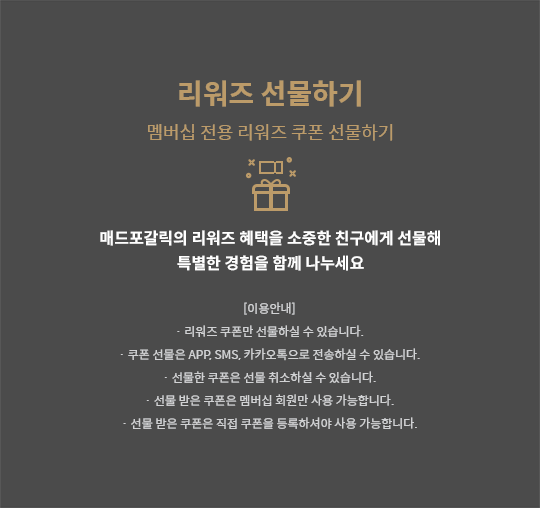 리워즈 선물하기
멤버십 전용 리워즈 쿠폰 선물하기
매드포갈릭의 리워즈 혜택을 소중한 친구에게 선물해
특별한 경험을 함께 나누세요
[이용안내]
· 리워즈 쿠폰만 선물하실 수 있습니다.
· 쿠폰 선물은 APP, SMS, 카카오톡으로 전송하실 수 있습니다.
· 선물한 쿠폰은 선물 취소하실 수 있습니다.
· 선물 받은 쿠폰은 멤버십 회원만 사용 가능합니다.
· 선물 받은 쿠폰은 직접 쿠폰을 등록하셔야 사용 가능합니다.